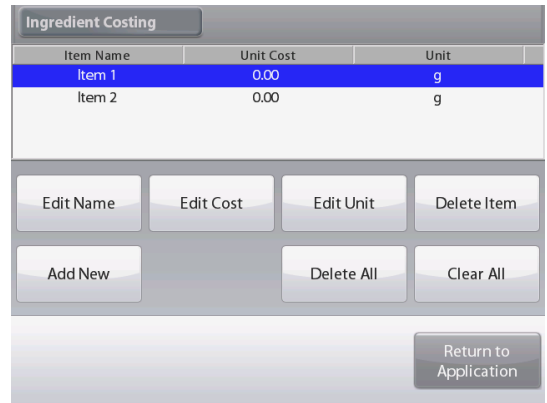 Ingredient Costing
Item Name Unit Cost Unit
Item 1 0.00 g
Item 2 0.00 g
Edit Name Edit Cost Edit Unit Delete Item
Add New Delete All Clear All
Return to
Application